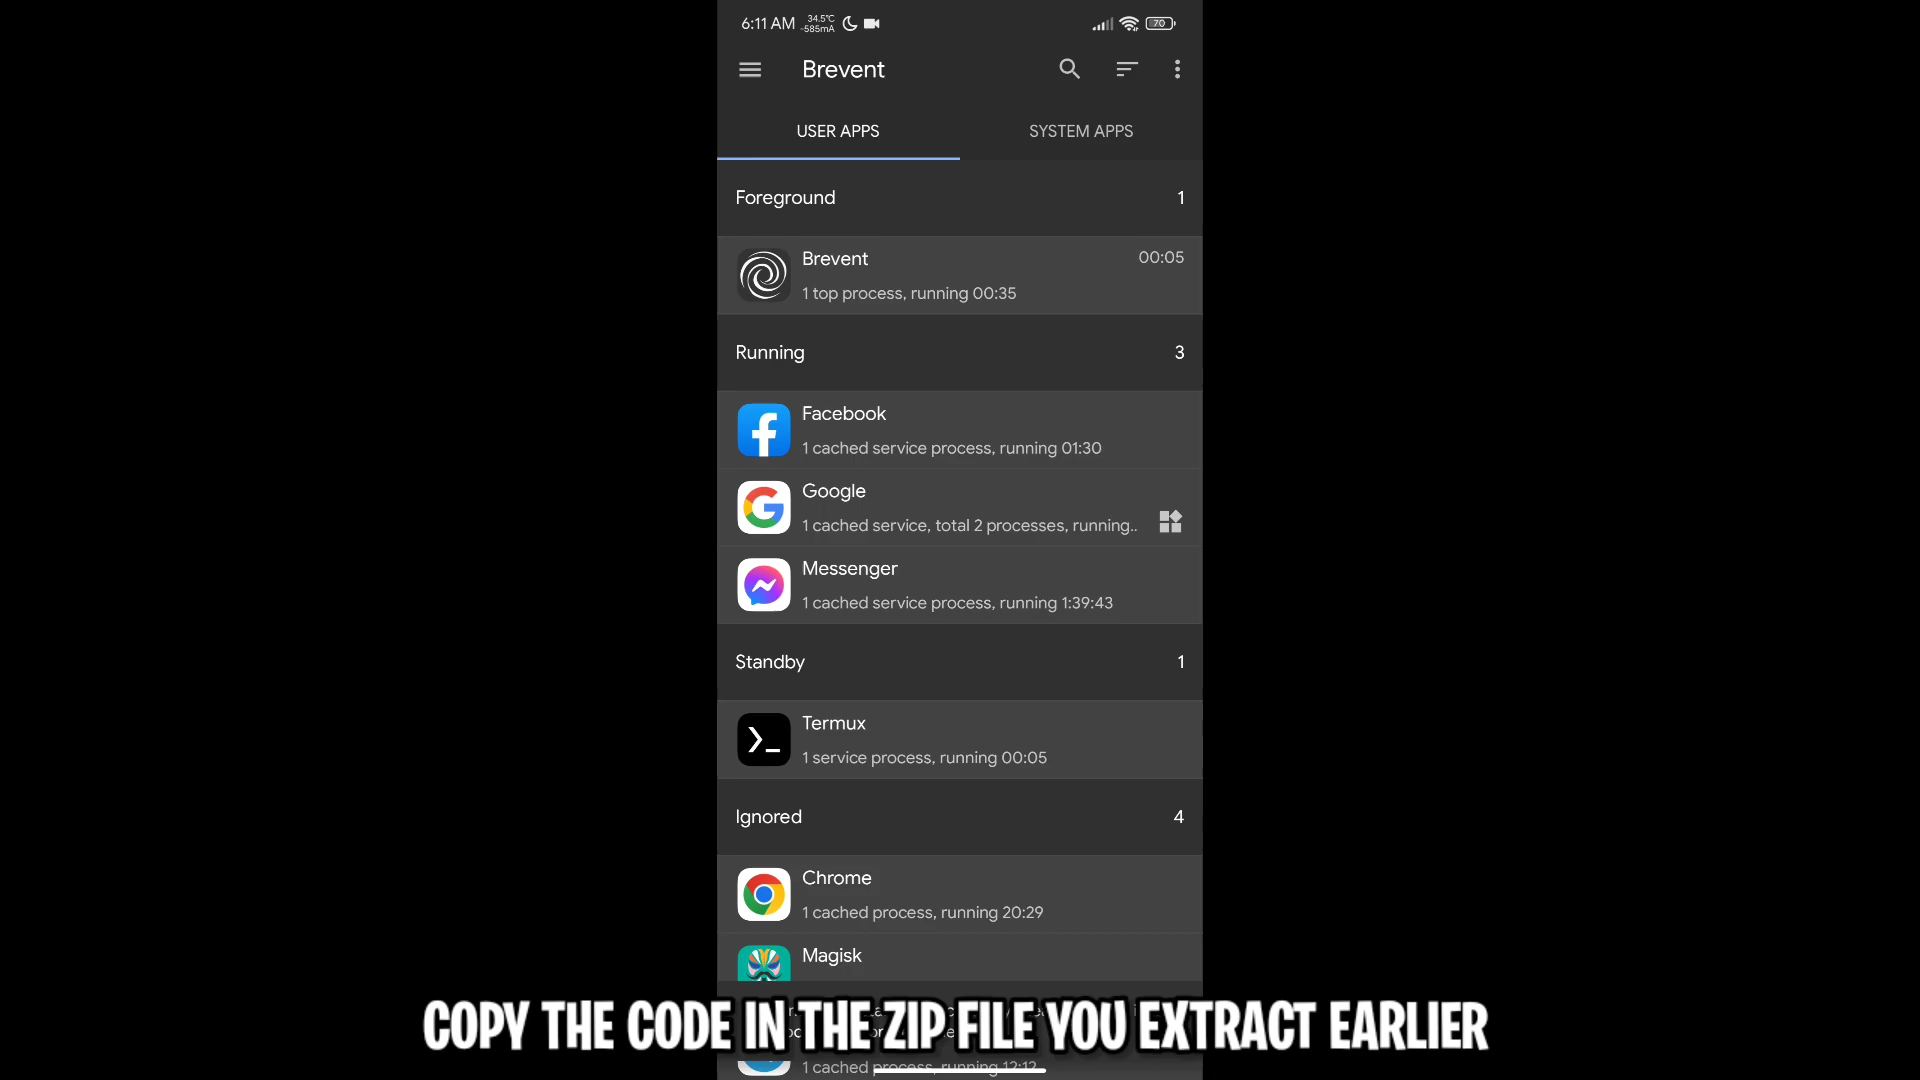 6:11 AM 34.5°C -585mA 70
Brevent
USER APPS SYSTEM APPS
Foreground 1
Brevent 00:05
1 top process, running 00:35
Running 3
Facebook
1 cached service process, running 01:30
Google
1 cached service, total 2 processes, running..
Messenger
1 cached service process, running 1:39:43
Standby 1
Termux
1 service process, running 00:05
Ignored 4
Chrome
1 cached process, running 20:29
Magisk
COPY THE CODE IN THE ZIP FILE YOU EXTRACT EARLIER
1 cached process, running 12:12